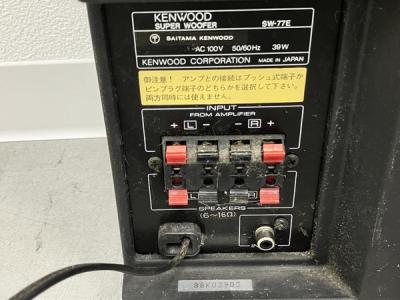 KENWOOD SW-77E
SUPER WOOFER
SAITAMA KENWOOD
AC 100V 50/60Hz 39W
KENWOOD CORPORATION MADE IN JAPAN
御注意! アンプとの接続はプッシュ式端子か
ピンプラグ端子のどちらかを選択して下さい。
両方同時には使えません。
INPUT
FROM AMPLIFIER
+ L − − R +
L R
SPEAKERS
(6〜16Ω)